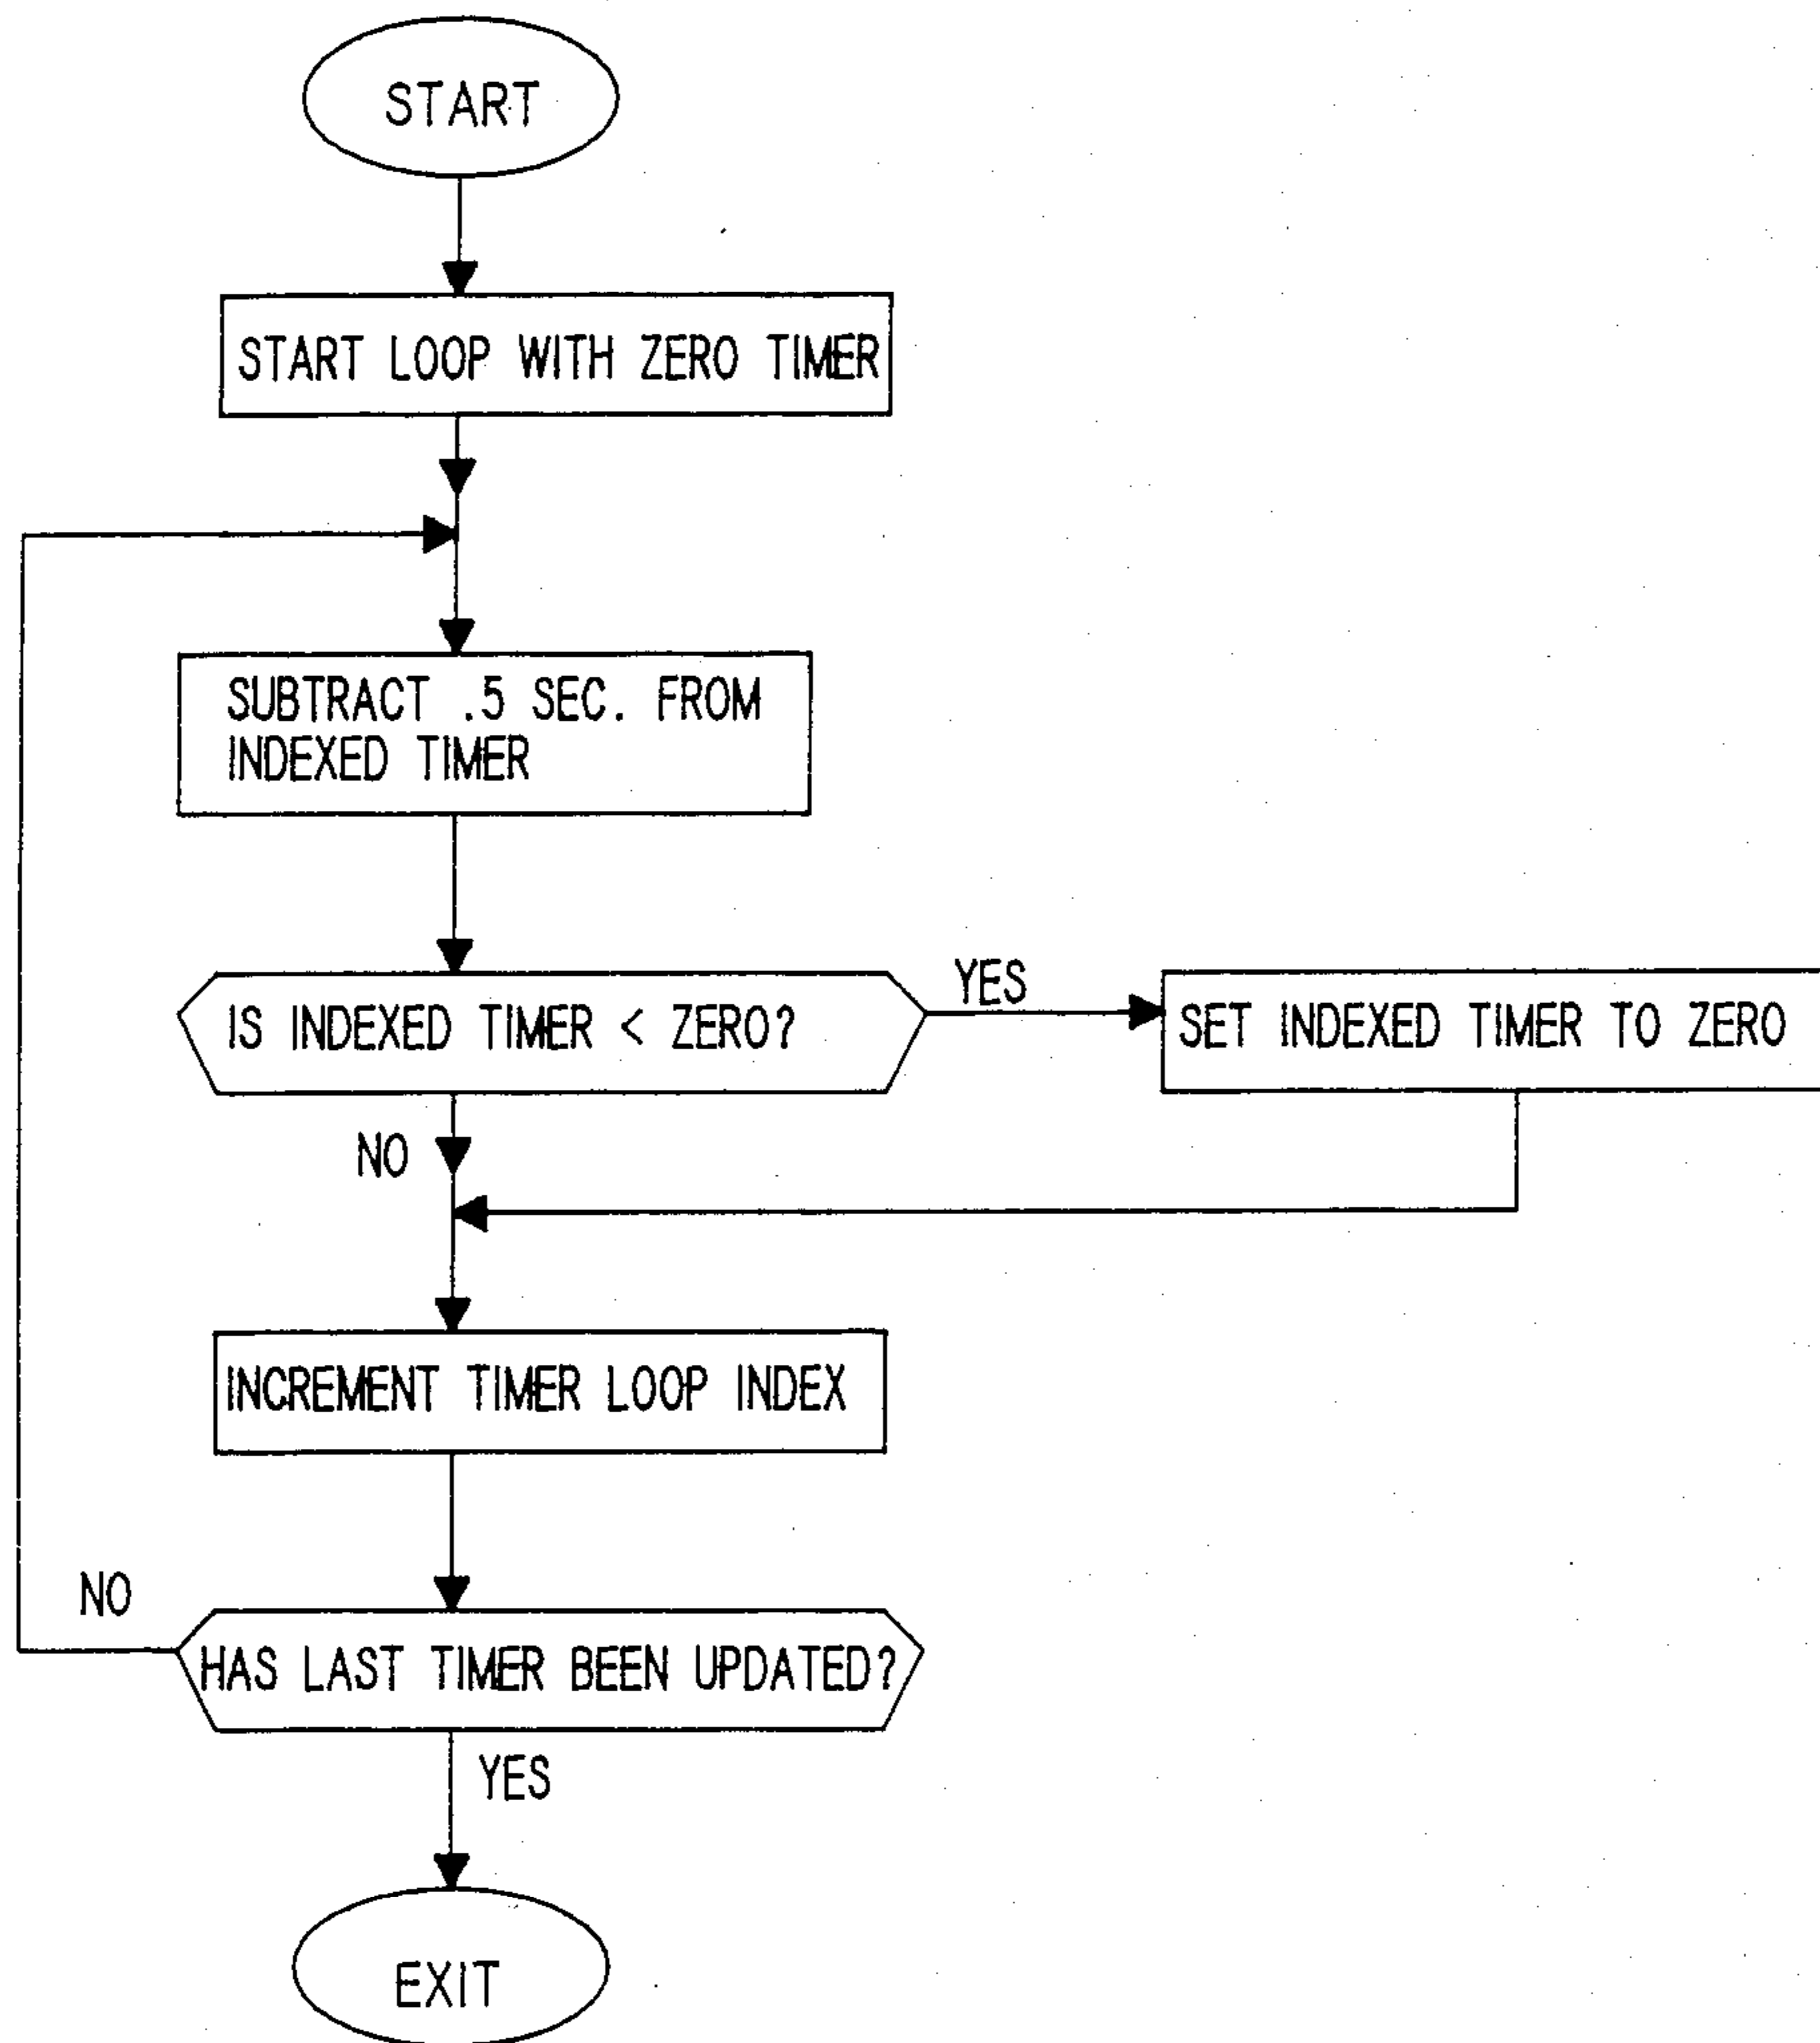 START
START LOOP WITH ZERO TIMER
SUBTRACT .5 SEC. FROM
INDEXED TIMER
IS INDEXED TIMER < ZERO?
YES
SET INDEXED TIMER TO ZERO
NO
INCREMENT TIMER LOOP INDEX
NO
HAS LAST TIMER BEEN UPDATED?
YES
EXIT